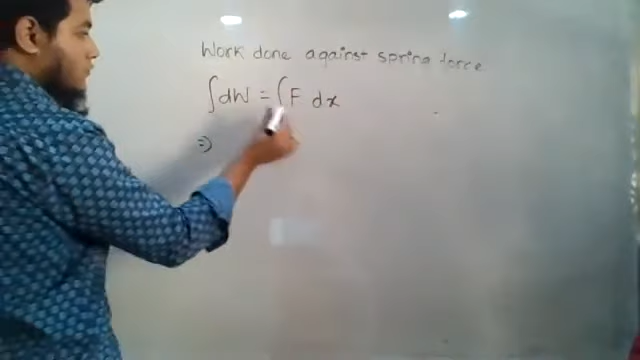 Work done against spring force
∫dW = ∫F dx
⇒